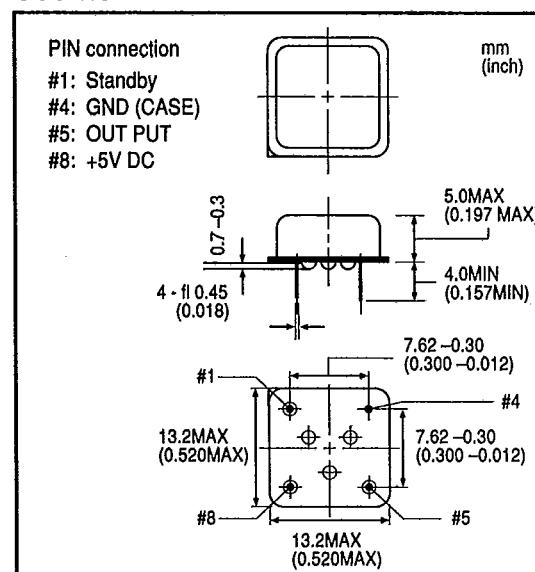 PIN connection
#1: Standby
#4: GND (CASE)
#5: OUT PUT
#8: +5V DC
mm
(inch)
5.0MAX
(0.197 MAX)
0.7 –0.3
4.0MIN
(0.157MIN)
4 - fl 0.45
(0.018)
7.62 –0.30
(0.300 –0.012)
#1
#4
13.2MAX
(0.520MAX)
7.62 –0.30
(0.300 –0.012)
#8
#5
13.2MAX
(0.520MAX)